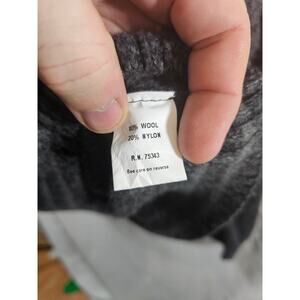 80% WOOL
20% NYLON
R.N. 75343
See care on reverse